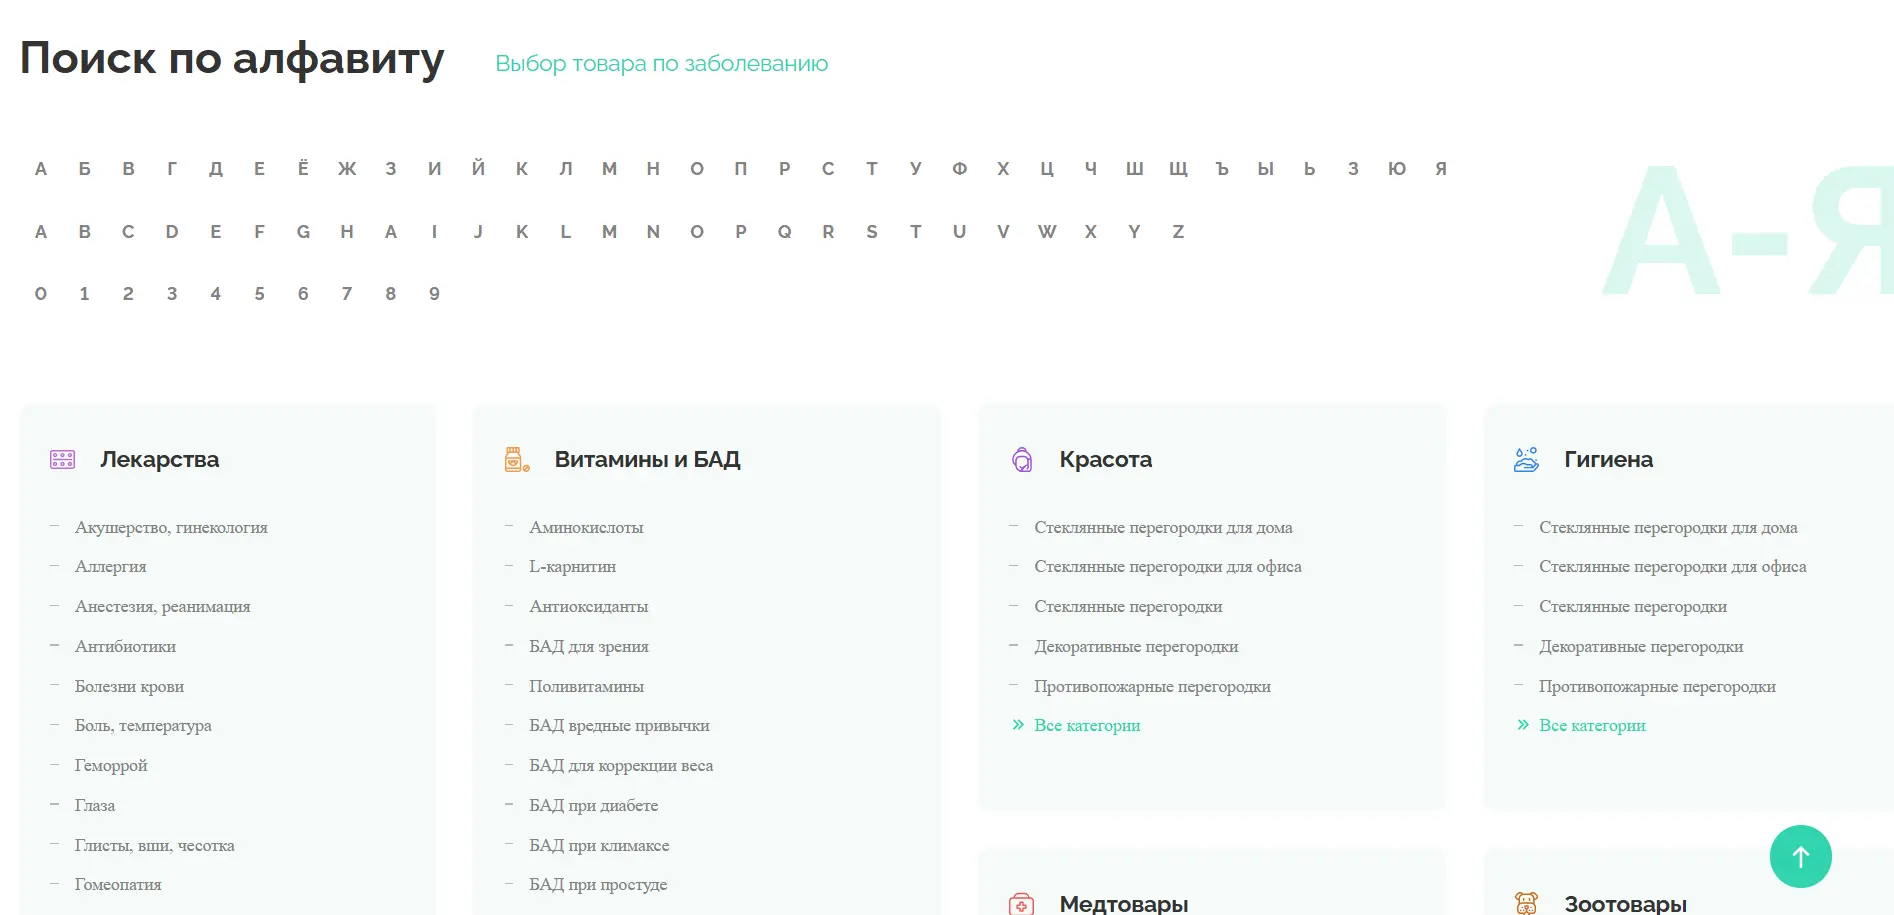 Поиск по алфавиту
Выбор товара по заболеванию
А Б В Г Д Е Ё Ж З И Й К Л М Н О П Р С Т У Ф Х Ц Ч Ш Щ Ъ Ы Ь З Ю Я
A B C D E F G H A I J K L M N O P Q R S T U V W X Y Z
0 1 2 3 4 5 6 7 8 9
А-Я
Лекарства
– Акушерство, гинекология
– Аллергия
– Анестезия, реанимация
– Антибиотики
– Болезни крови
– Боль, температура
– Геморрой
– Глаза
– Глисты, вши, чесотка
– Гомеопатия
Витамины и БАД
– Аминокислоты
– L-карнитин
– Антиоксиданты
– БАД для зрения
– Поливитамины
– БАД вредные привычки
– БАД для коррекции веса
– БАД при диабете
– БАД при климаксе
– БАД при простуде
Красота
– Стеклянные перегородки для дома
– Стеклянные перегородки для офиса
– Стеклянные перегородки
– Декоративные перегородки
– Противопожарные перегородки
» Все категории
Гигиена
– Стеклянные перегородки для дома
– Стеклянные перегородки для офиса
– Стеклянные перегородки
– Декоративные перегородки
– Противопожарные перегородки
» Все категории
Медтовары
Зоотовары